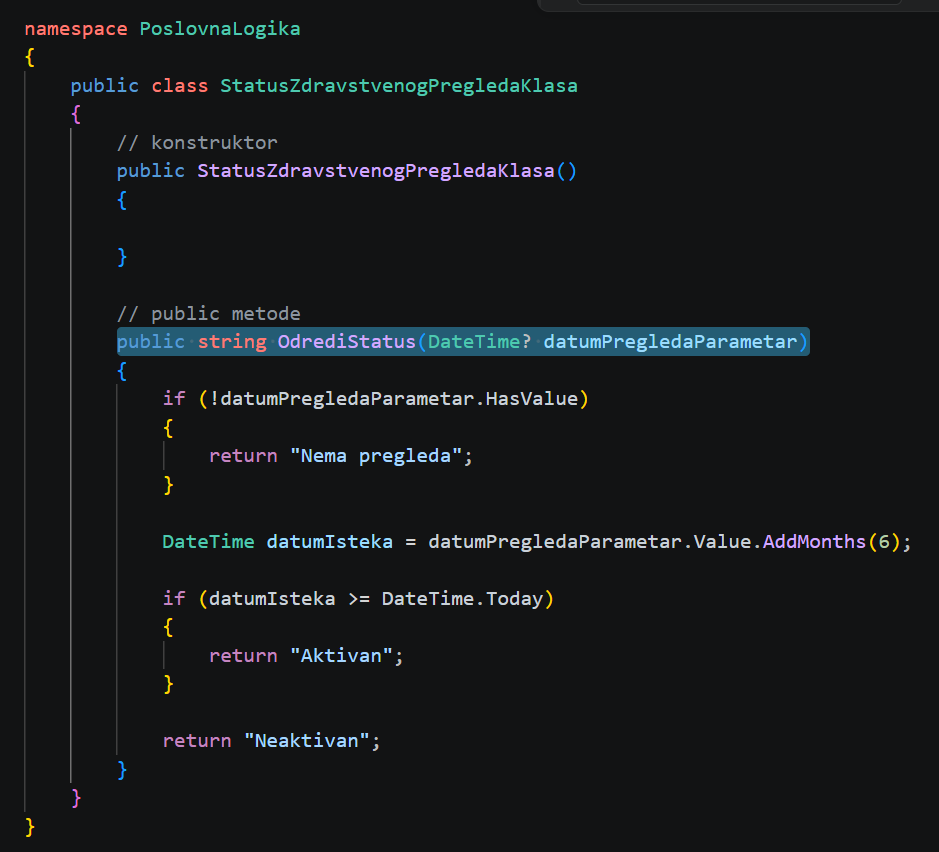 namespace PoslovnaLogika
{
    public class StatusZdravstvenogPregledaKlasa
    {
        // konstruktor
        public StatusZdravstvenogPregledaKlasa()
        {

        }

        // public metode
        public string OdrediStatus(DateTime? datumPregledaParametar)
        {
            if (!datumPregledaParametar.HasValue)
            {
                return "Nema pregleda";
            }

            DateTime datumIsteka = datumPregledaParametar.Value.AddMonths(6);

            if (datumIsteka >= DateTime.Today)
            {
                return "Aktivan";
            }

            return "Neaktivan";
        }
    }
}